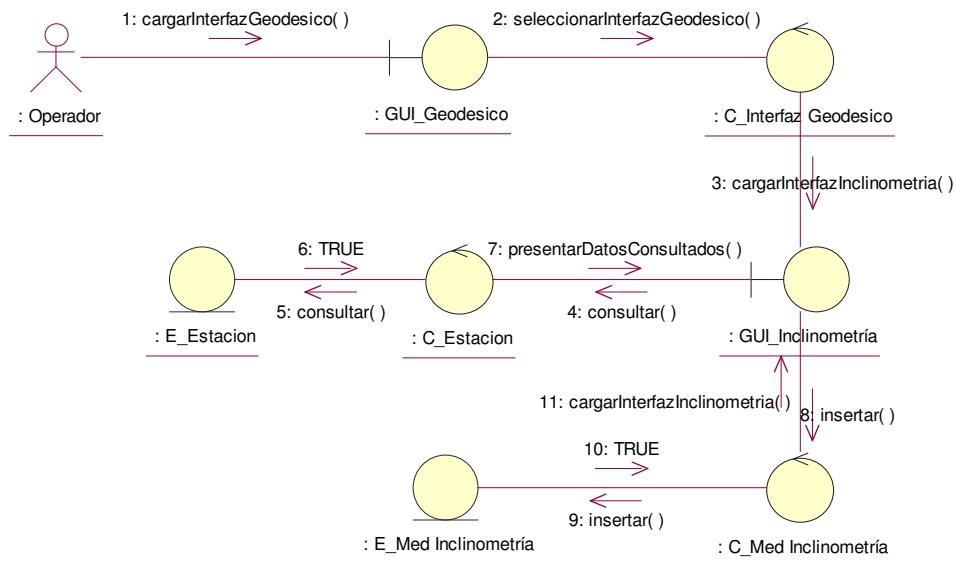 1: cargarInterfazGeodesico( )
2: seleccionarInterfazGeodesico( )
: Operador
: GUI_Geodesico
: C_Interfaz Geodesico
3: cargarInterfazInclinometria( )
6: TRUE
7: presentarDatosConsultados( )
5: consultar( )
4: consultar( )
: E_Estacion
: C_Estacion
: GUI_Inclinometría
11: cargarInterfazInclinometria( )
8: insertar( )
10: TRUE
9: insertar( )
: E_Med Inclinometría
: C_Med Inclinometría